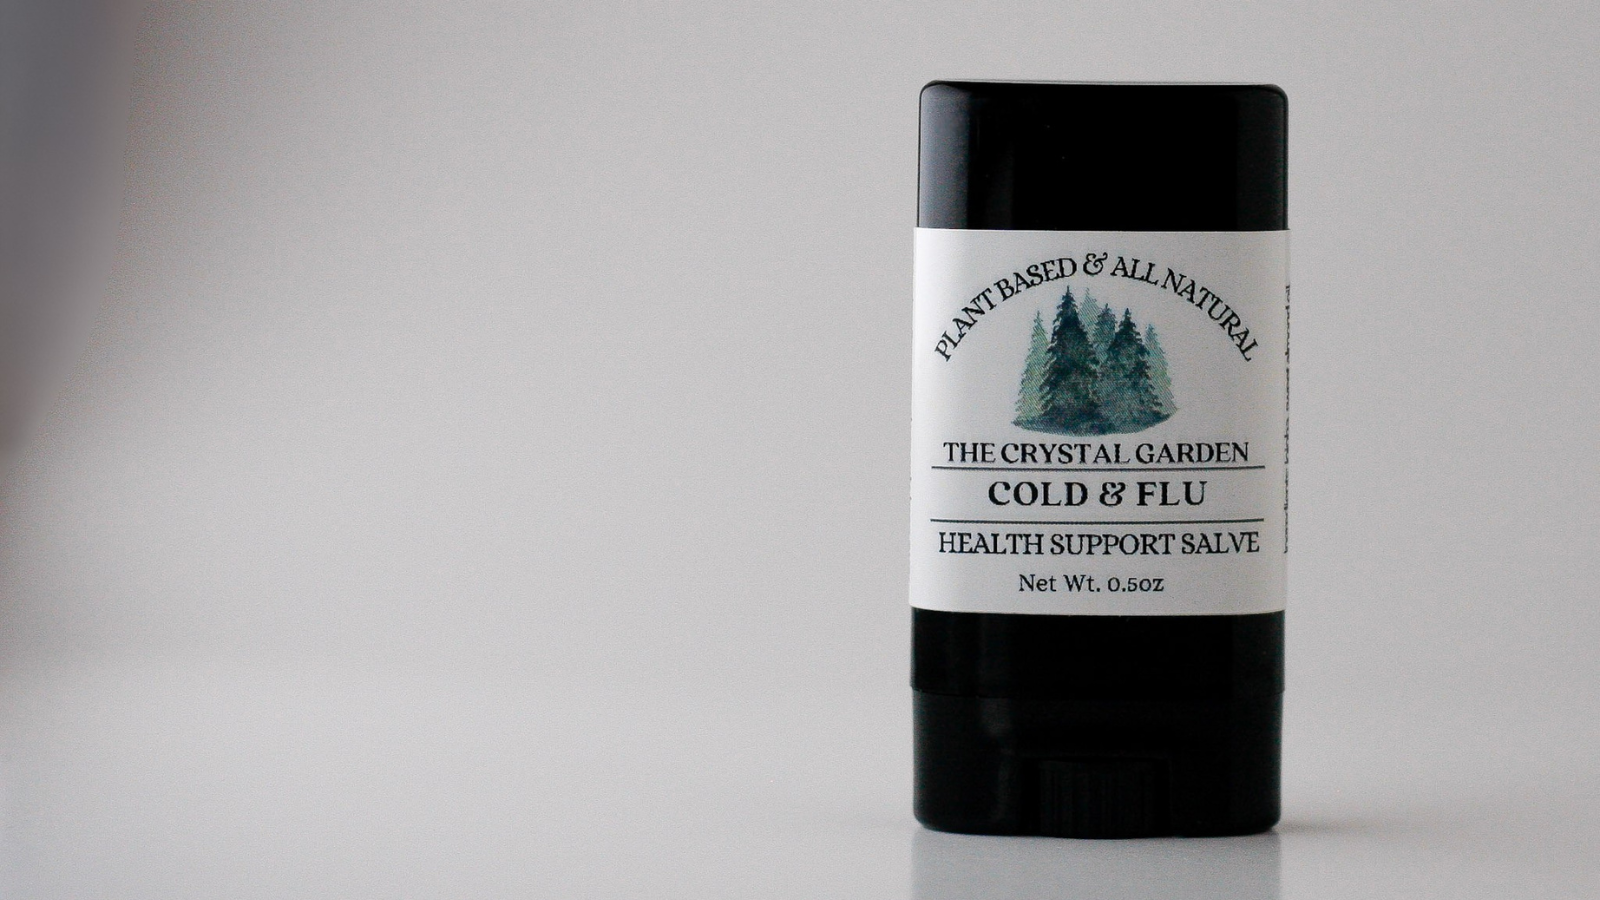 PLANT BASED & ALL NATURAL
THE CRYSTAL GARDEN
COLD & FLU
HEALTH SUPPORT SALVE
Net Wt. 0.5oz